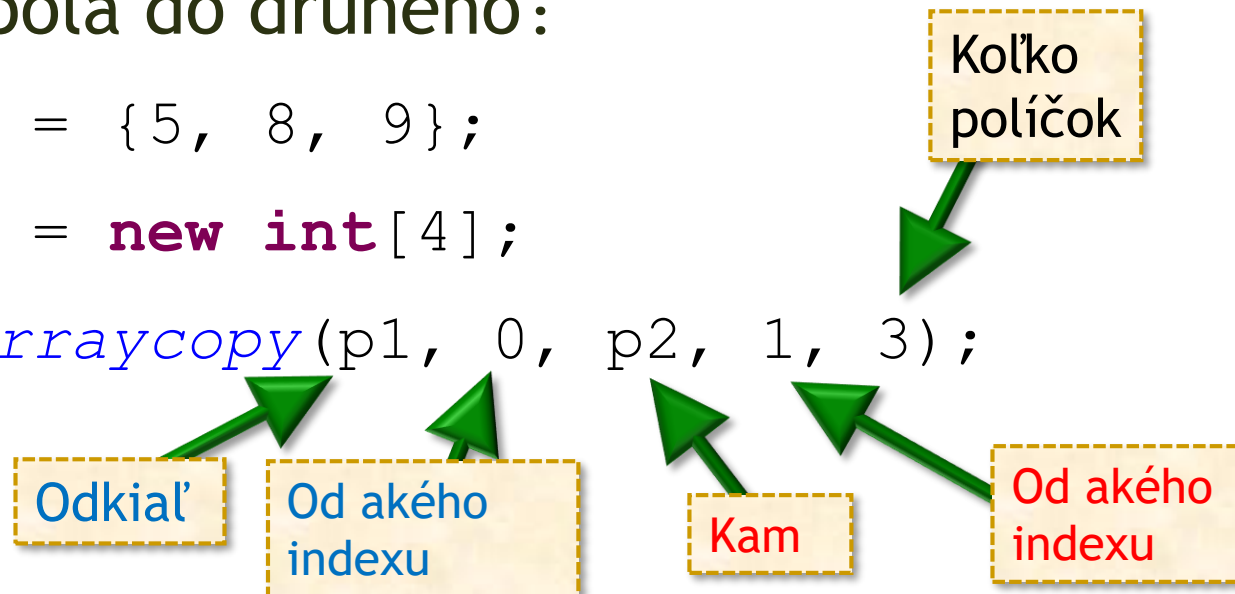 pola do druhého:
Koľko
políčok
= {5, 8, 9};
= new int[4];
rraycopy(p1, 0, p2, 1, 3);
Odkiaľ
Od akého
indexu
Kam
Od akého
indexu